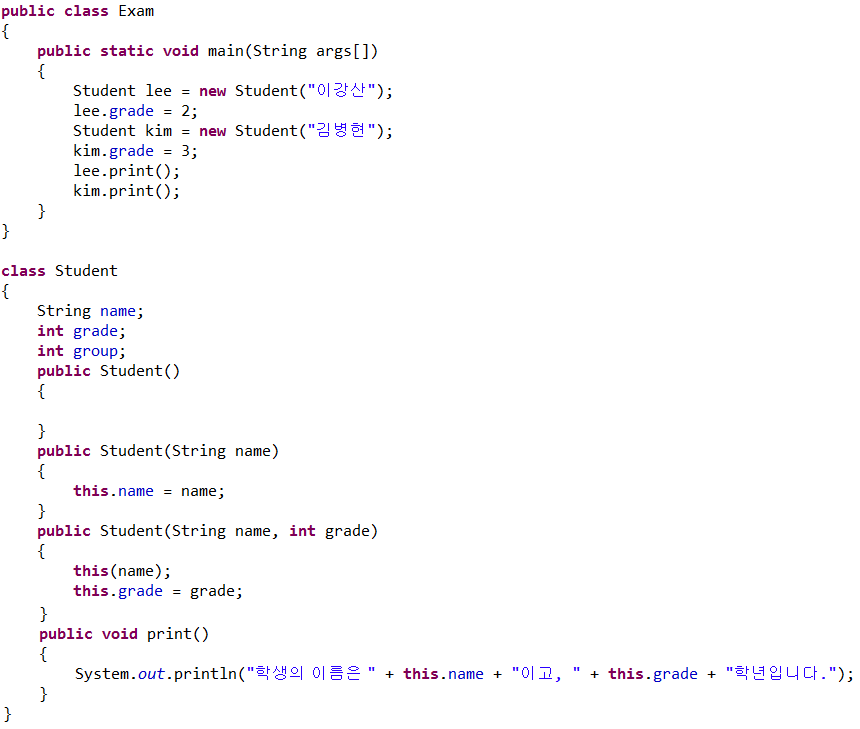 public class Exam
{
    public static void main(String args[])
    {
        Student lee = new Student("이강산");
        lee.grade = 2;
        Student kim = new Student("김병현");
        kim.grade = 3;
        lee.print();
        kim.print();
    }
}

class Student
{
    String name;
    int grade;
    int group;
    public Student()
    {

    }
    public Student(String name)
    {
        this.name = name;
    }
    public Student(String name, int grade)
    {
        this(name);
        this.grade = grade;
    }
    public void print()
    {
        System.out.println("학생의 이름은 " + this.name + "이고, " + this.grade + "학년입니다.");
    }
}